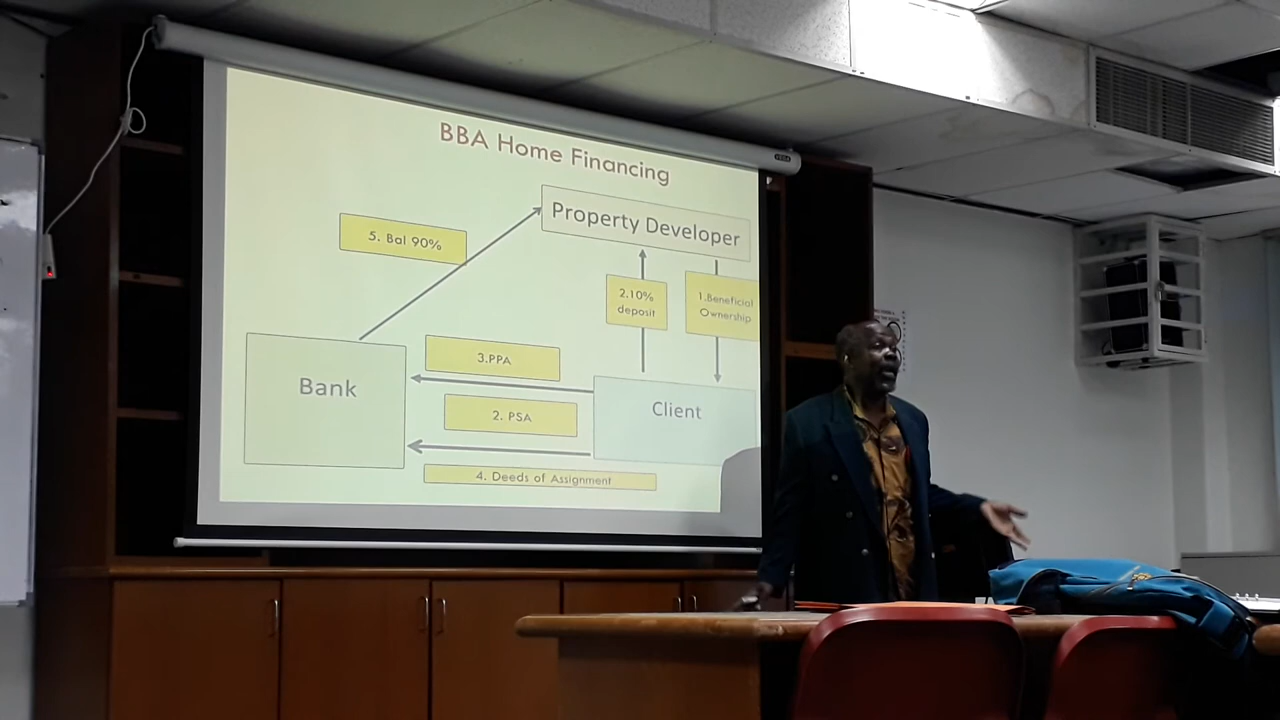 BBA Home Financing
Property Developer
5. Bal 90%
2.10%
deposit
1.Beneficial
Ownership
3.PPA
Bank
Client
2. PSA
4. Deeds of Assignment